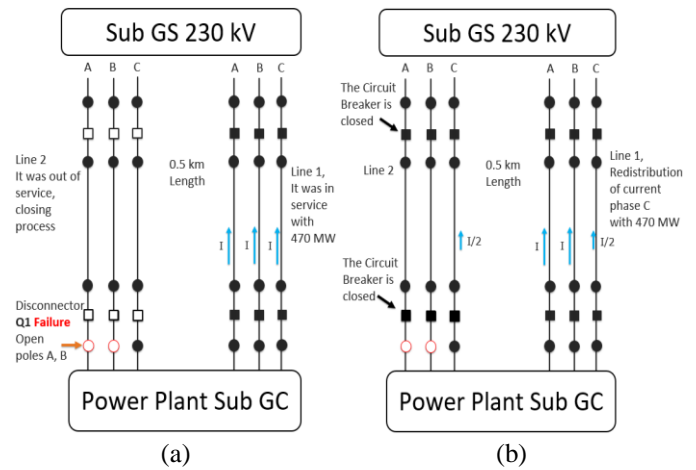 Sub GS 230 kV
A B C
A B C
Line 2
It was out of
service,
closing
process
0.5 km
Length
Line 1,
It was in
service
with
470 MW
I I I
Disconnector
Q1 Failure
Open
poles A, B
Power Plant Sub GC
(a)
Sub GS 230 kV
A B C
A B C
The Circuit
Breaker is
closed
Line 2
0.5 km
Length
Line 1,
Redistribution
of current
phase C
with 470 MW
I/2
I I I/2
The Circuit
Breaker is
closed
Power Plant Sub GC
(b)